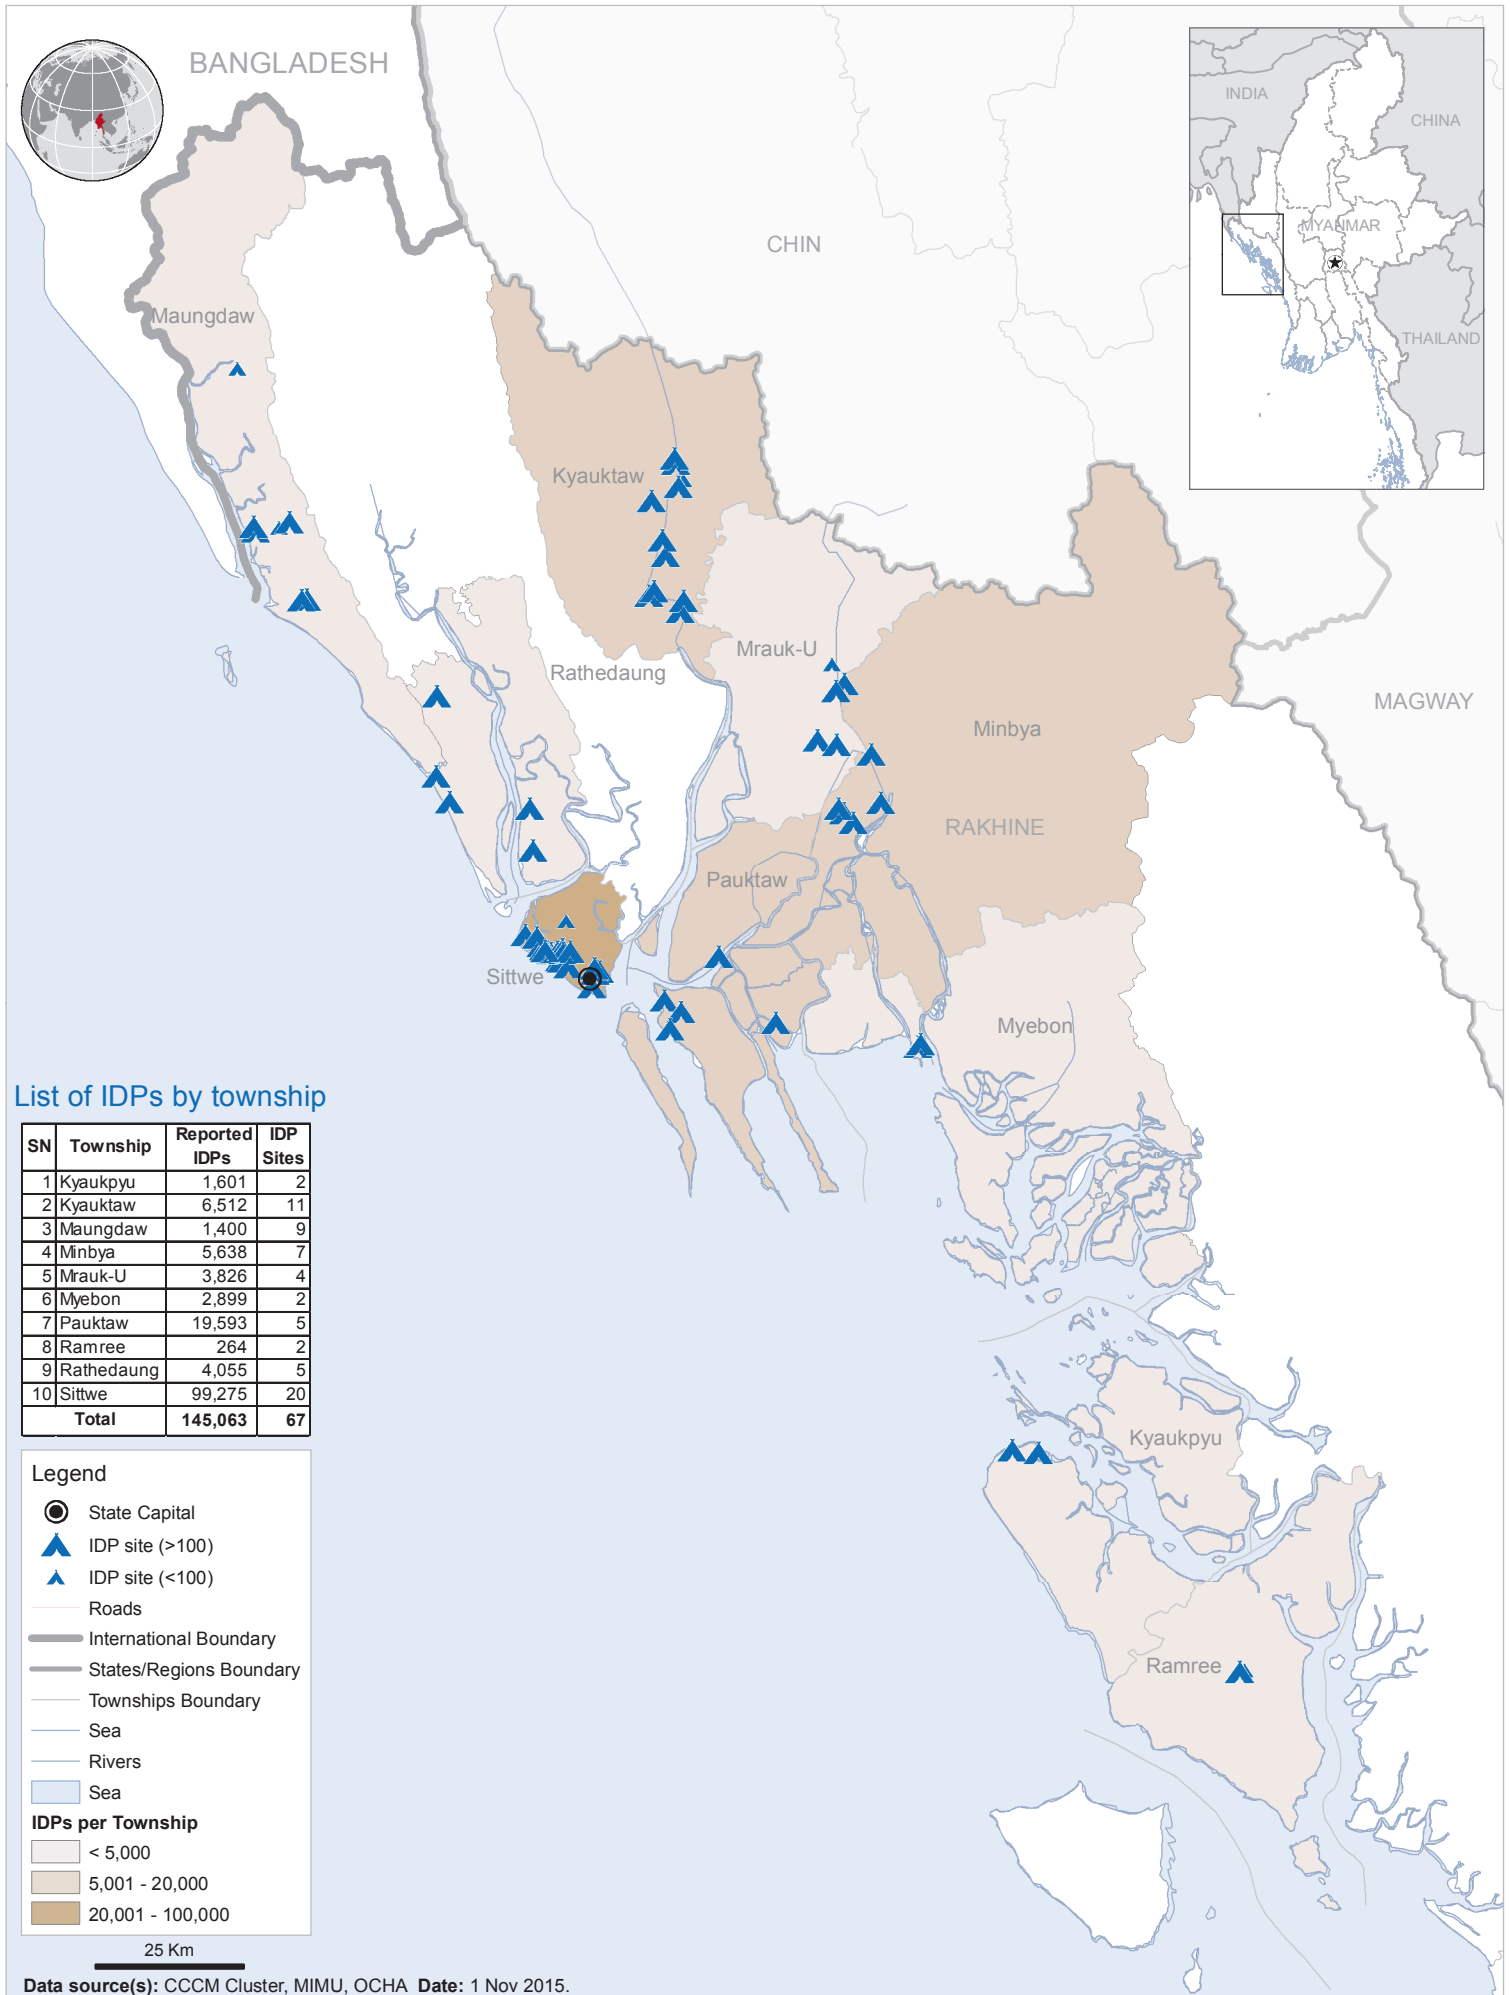 BANGLADESH
INDIA
CHINA
MYANMAR
THAILAND
CHIN
Maungdaw
Kyauktaw
Mrauk-U
Rathedaung
Minbya
MAGWAY
RAKHINE
Pauktaw
Sittwe
Myebon
Kyaukpyu
Ramree
List of IDPs by township
SN Township Reported IDPs IDP Sites
1 Kyaukpyu 1,601 2
2 Kyauktaw 6,512 11
3 Maungdaw 1,400 9
4 Minbya 5,638 7
5 Mrauk-U 3,826 4
6 Myebon 2,899 2
7 Pauktaw 19,593 5
8 Ramree 264 2
9 Rathedaung 4,055 5
10 Sittwe 99,275 20
Total 145,063 67
Legend
State Capital
IDP site (>100)
IDP site (<100)
Roads
International Boundary
States/Regions Boundary
Townships Boundary
Sea
Rivers
Sea
IDPs per Township
< 5,000
5,001 - 20,000
20,001 - 100,000
25 Km
Data source(s): CCCM Cluster, MIMU, OCHA Date: 1 Nov 2015.